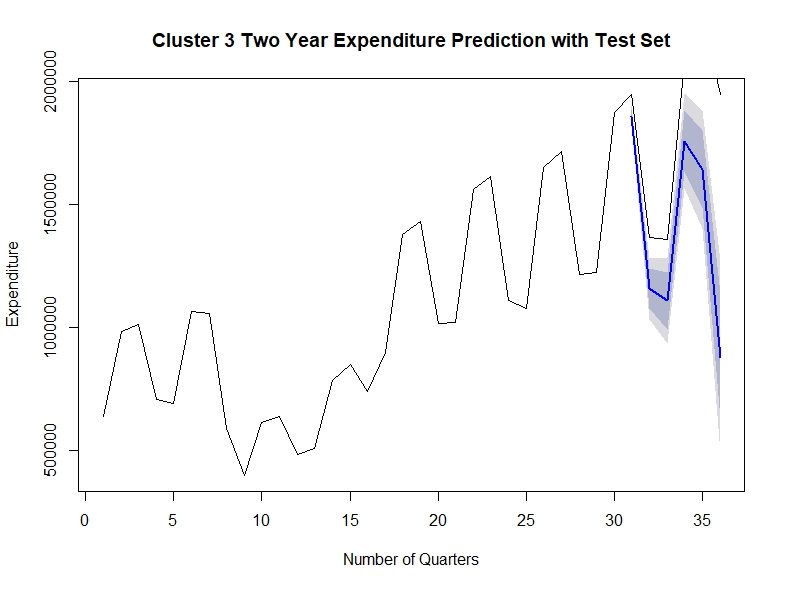 Cluster 3 Two Year Expenditure Prediction with Test Set
Expenditure
2000000
1500000
1000000
500000
0 5 10 15 20 25 30 35
Number of Quarters